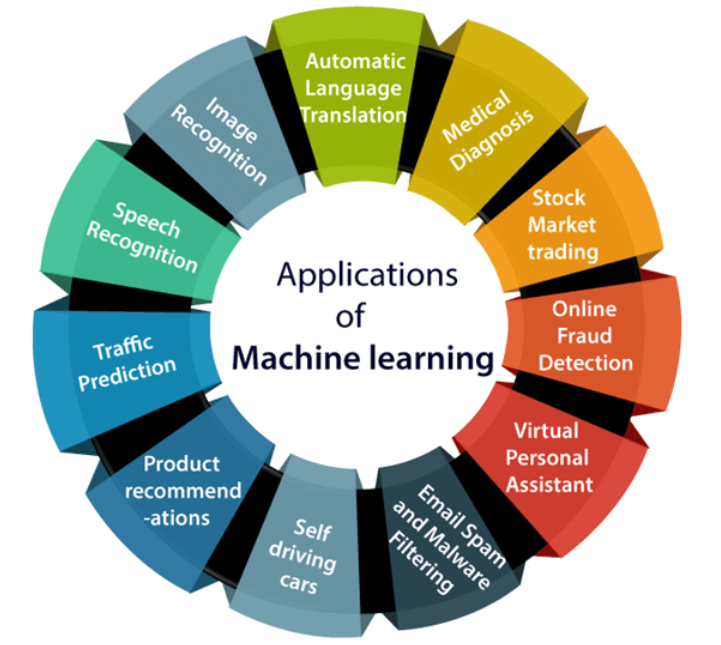 Applications
of
Machine learning
Automatic
Language
Translation
Medical
Diagnosis
Stock
Market
trading
Online
Fraud
Detection
Virtual
Personal
Assistant
Email Spam
and Malware
Filtering
Self
driving
cars
Product
recommend
-ations
Traffic
Prediction
Speech
Recognition
Image
Recognition